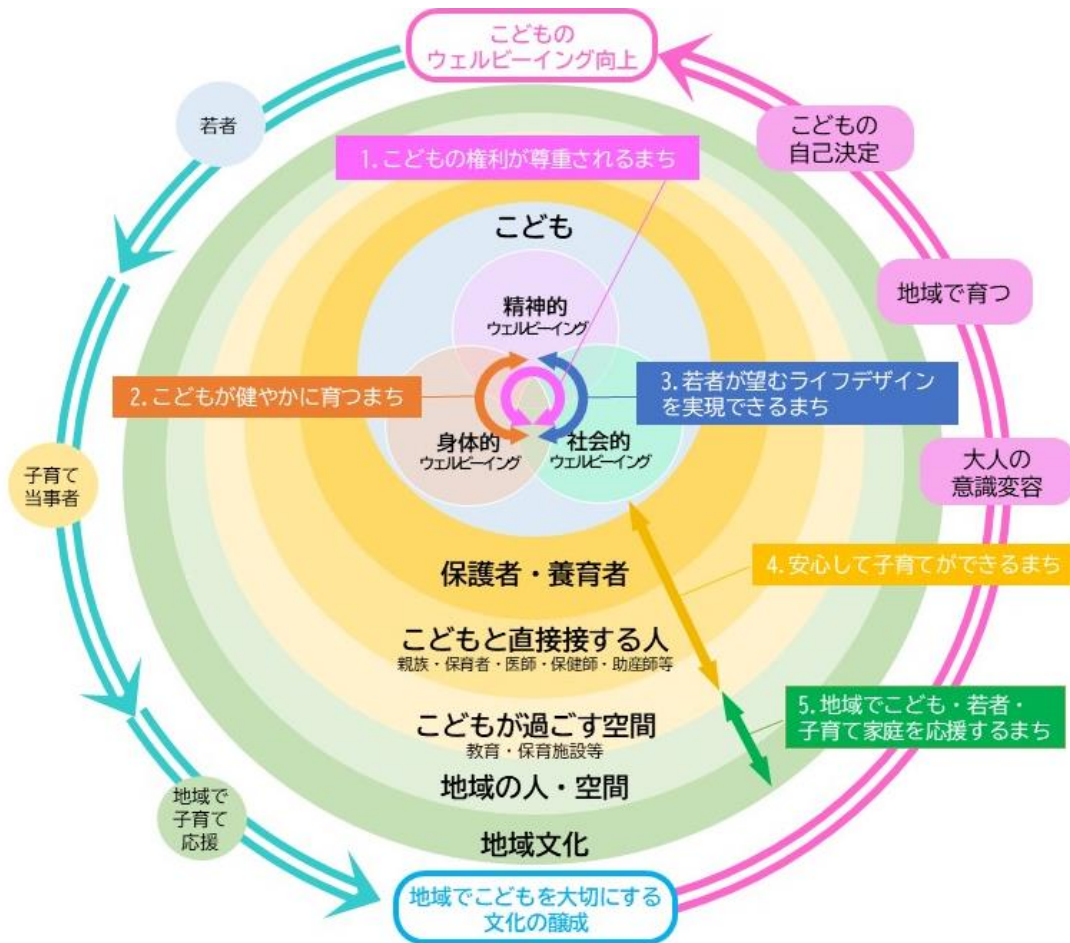 こどもの
ウェルビーイング向上
若者
こどもの
自己決定
1.こどもの権利が尊重されるまち
こども
地域で育つ
精神的
ウェルビーイング
2.こどもが健やかに育つまち
3.若者が望むライフデザイン
を実現できるまち
身体的
ウェルビーイング
社会的
ウェルビーイング
子育て
当事者
大人の
意識変容
保護者・養育者
4.安心して子育てができるまち
こどもと直接接する人
親族・保育者・医師・保健師・助産師等
こどもが過ごす空間
教育・保育施設等
5.地域でこども・若者・
子育て家庭を応援するまち
地域の人・空間
地域で
子育て
応援
地域文化
地域でこどもを大切にする
文化の醸成